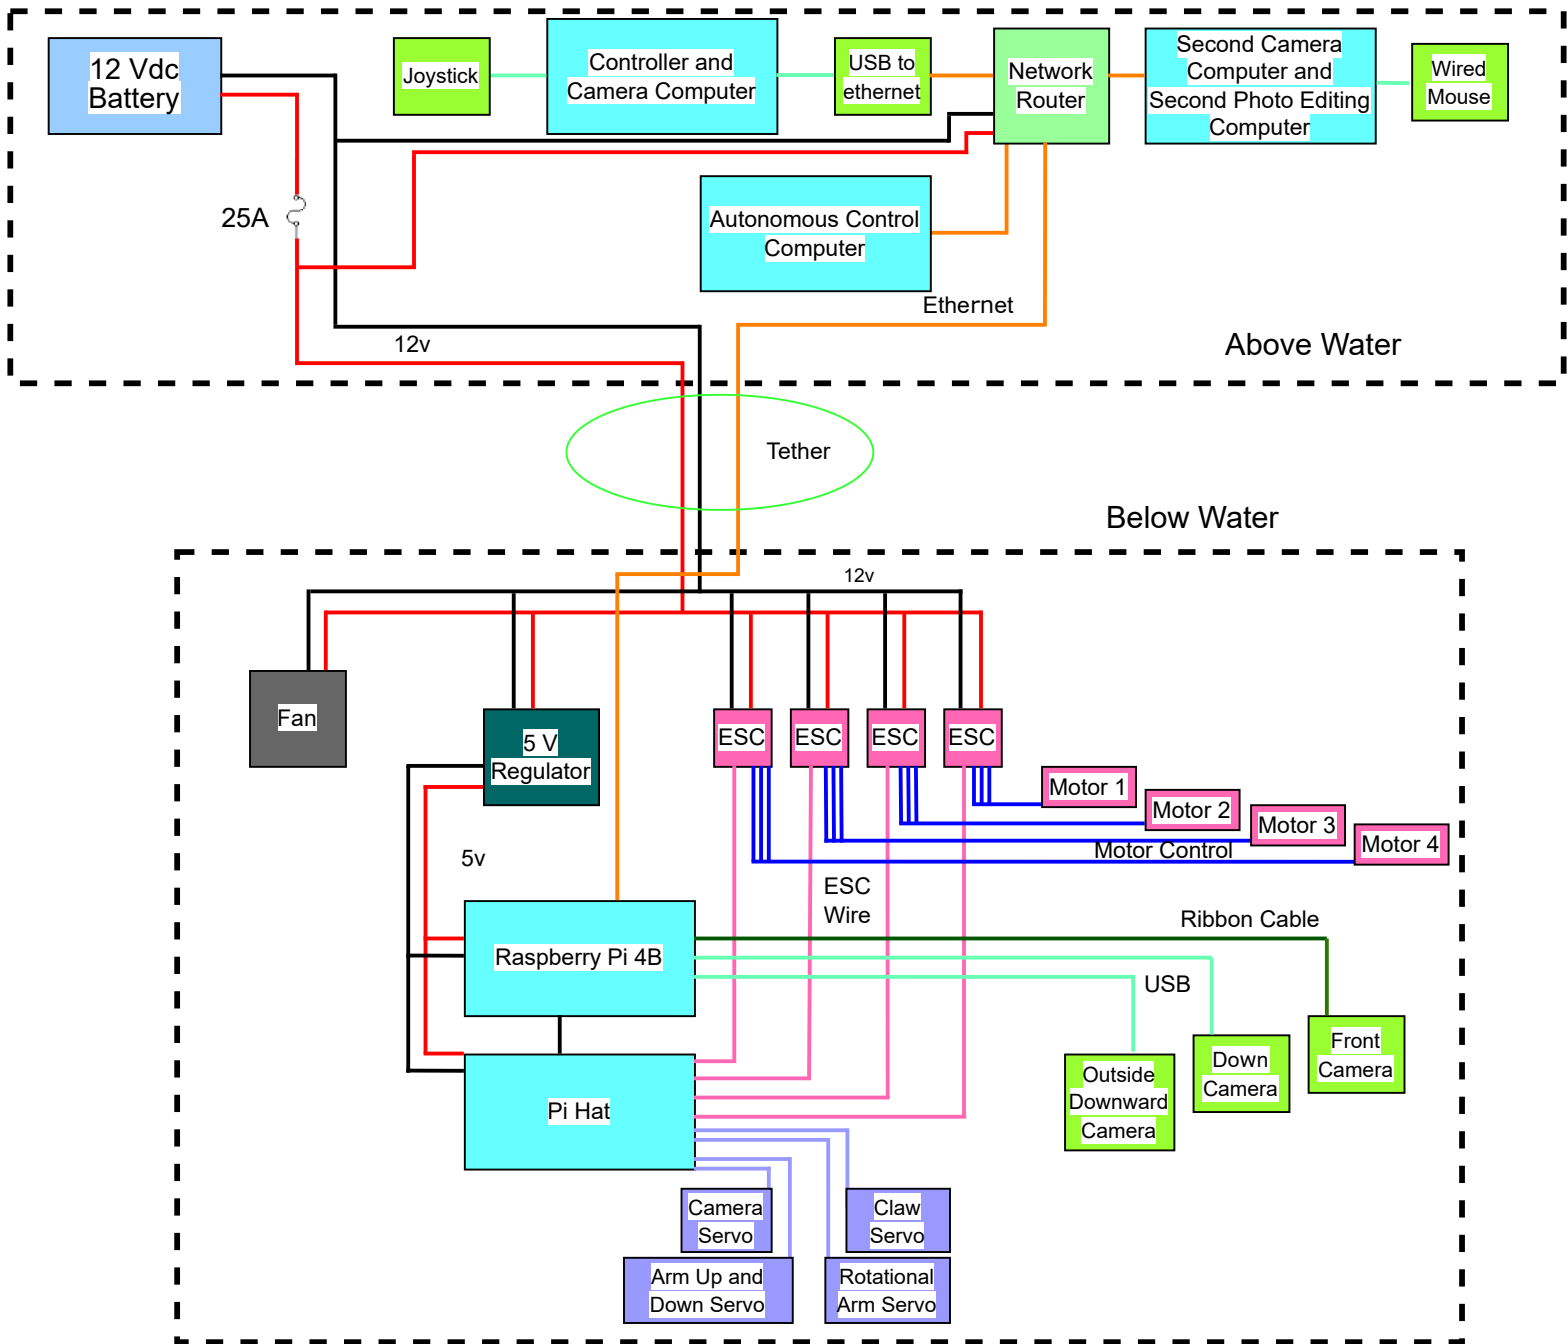 12 Vdc
Battery
Joystick
Controller and
Camera Computer
USB to
ethernet
Network
Router
Second Camera
Computer and
Second Photo Editing
Computer
Wired
Mouse
25A
Autonomous Control
Computer
Ethernet
12v
Above Water
Tether
Below Water
12v
Fan
5 V
Regulator
ESC
ESC
ESC
ESC
Motor 1
Motor 2
Motor 3
Motor 4
Motor Control
5v
ESC
Wire
Ribbon Cable
Raspberry Pi 4B
USB
Front
Camera
Down
Camera
Outside
Downward
Camera
Pi Hat
Camera
Servo
Claw
Servo
Arm Up and
Down Servo
Rotational
Arm Servo